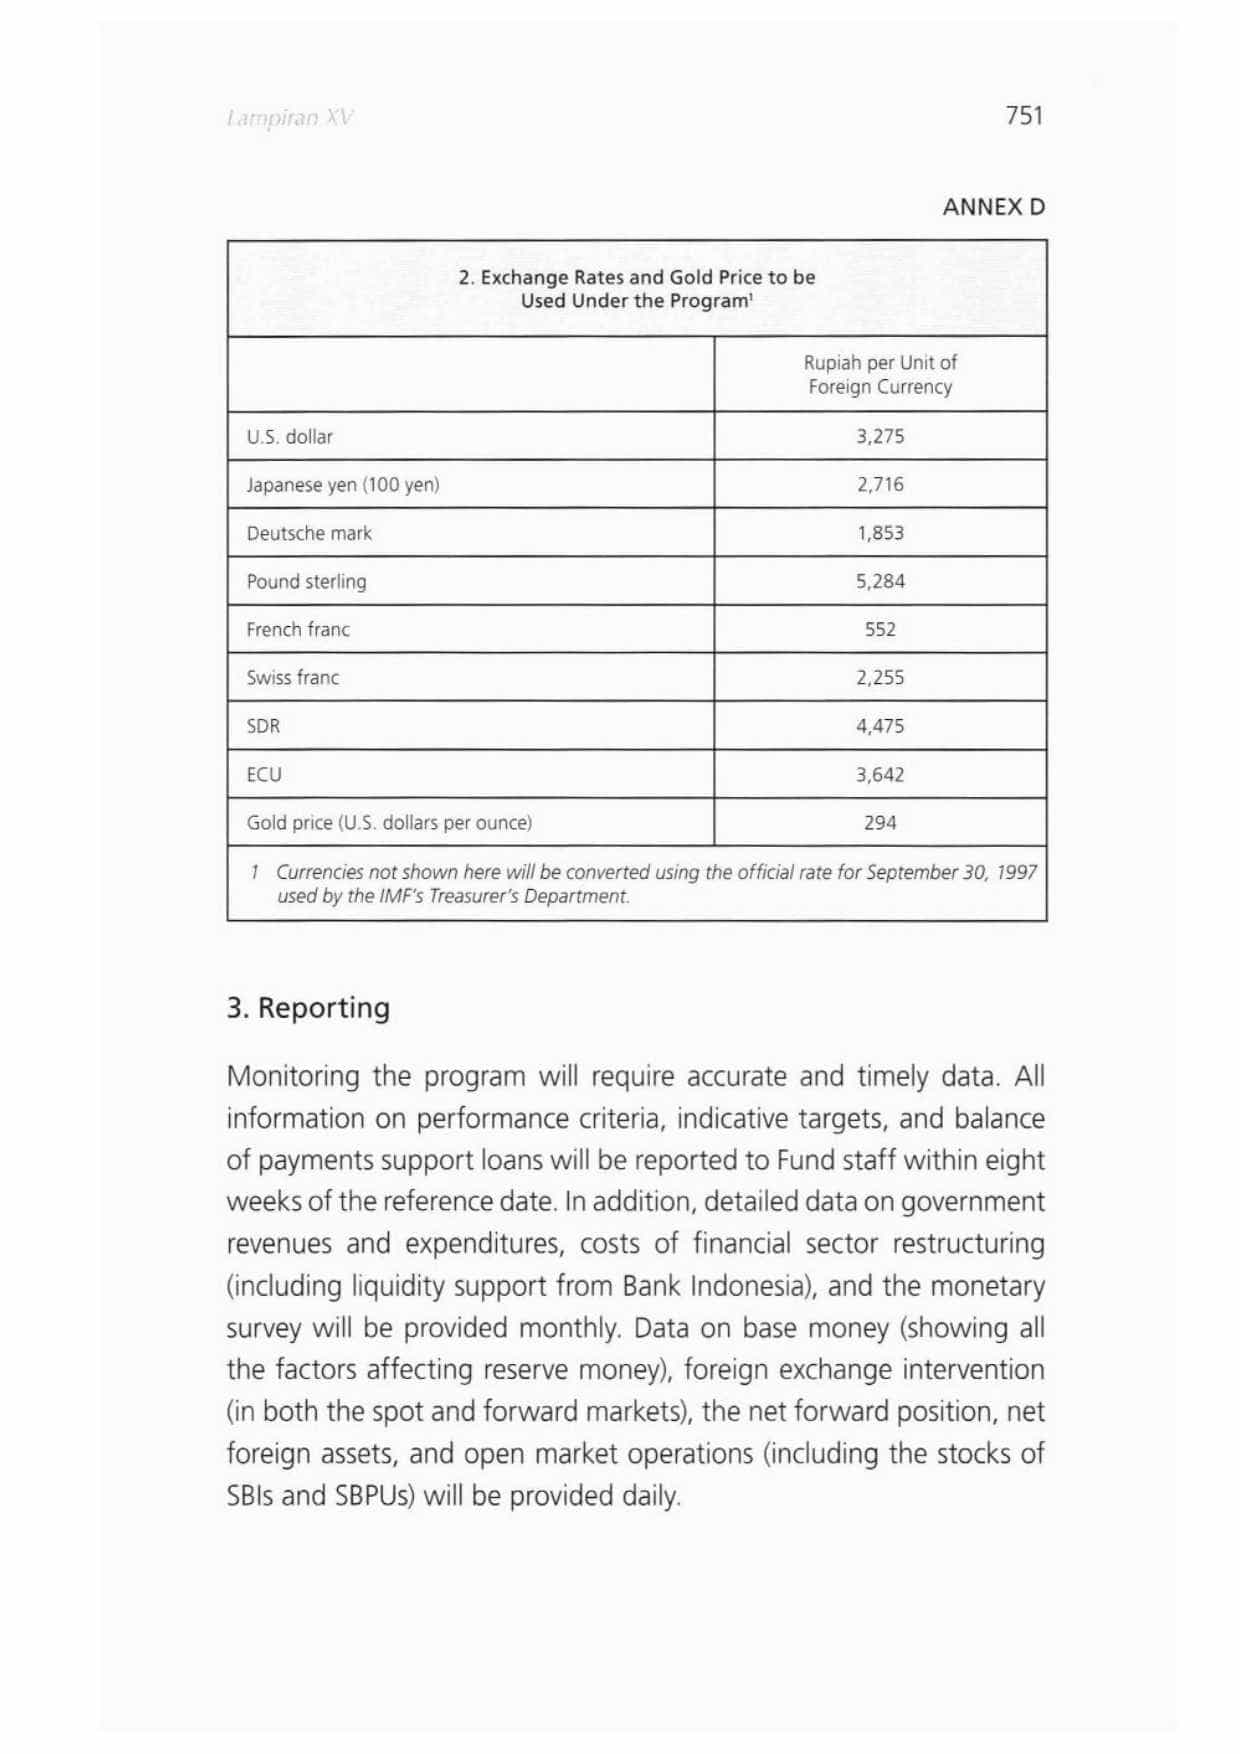 Lampiran XV
751
ANNEX D
2. Exchange Rates and Gold Price to be
Used Under the Program¹
Rupiah per Unit of
Foreign Currency
U.S. dollar 3,275
Japanese yen (100 yen) 2,716
Deutsche mark 1,853
Pound sterling 5,284
French franc 552
Swiss franc 2,255
SDR 4,475
ECU 3,642
Gold price (U.S. dollars per ounce) 294
1 Currencies not shown here will be converted using the official rate for September 30, 1997
used by the IMF's Treasurer's Department.
3. Reporting
Monitoring the program will require accurate and timely data. All
information on performance criteria, indicative targets, and balance
of payments support loans will be reported to Fund staff within eight
weeks of the reference date. In addition, detailed data on government
revenues and expenditures, costs of financial sector restructuring
(including liquidity support from Bank Indonesia), and the monetary
survey will be provided monthly. Data on base money (showing all
the factors affecting reserve money), foreign exchange intervention
(in both the spot and forward markets), the net forward position, net
foreign assets, and open market operations (including the stocks of
SBIs and SBPUs) will be provided daily.